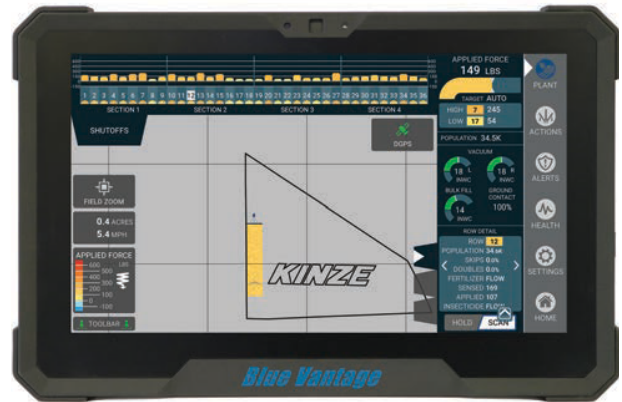 APPLIED FORCE
149 LBS
TARGET AUTO
HIGH 7 245
LOW 17 54
1 2 3 4 5 6 7 8 9 10 11 12 13 14 15 16 17 18 19 20 21 22 23 24 25 26 27 28 29 30 31 32 33 34 35 36
SECTION 1 SECTION 2 SECTION 3 SECTION 4
SHUTOFFS
DGPS
POPULATION 34.5K
VACUUM
18 L
INWC
18 R
INWC
BULK FILL
14
INWC
GROUND
CONTACT
100%
FIELD ZOOM
0.4 ACRES
5.4 MPH
APPLIED FORCE
LBS
600
500
400
300
200
100
0
-100
TOOLBAR
KINZE
ROW DETAIL
ROW 12
POPULATION 34.6K
SKIPS 0.0%
DOUBLES 0.0%
FERTILIZER FLOW
SENSED 169
APPLIED 107
INSECTICIDE FLOW
HOLD SCAN
PLANT
ACTIONS
ALERTS
HEALTH
SETTINGS
HOME
Blue Vantage